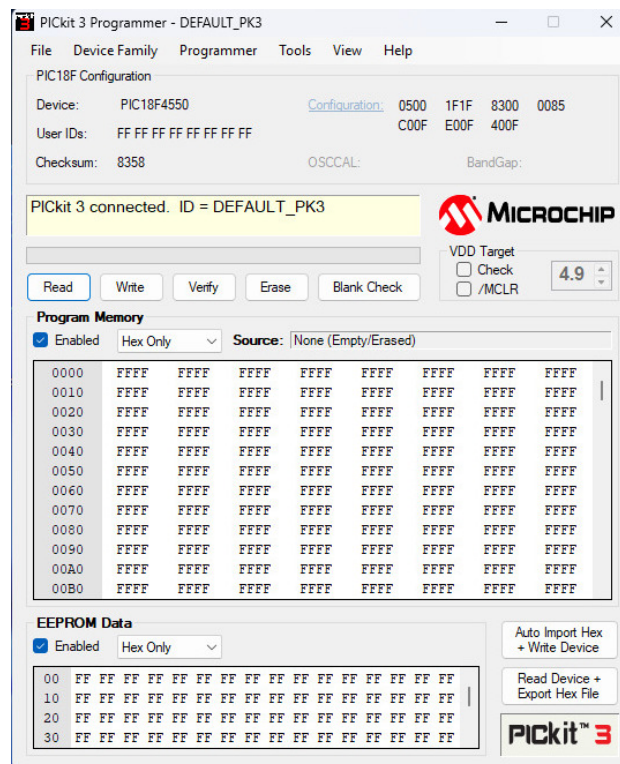 PICkit 3 Programmer - DEFAULT_PK3
File Device Family Programmer Tools View Help
PIC18F Configuration
Device: PIC18F4550 Configuration: 0500 1F1F 8300 0085
User IDs: FF FF FF FF FF FF FF FF C00F E00F 400F
Checksum: 8358 OSCCAL: BandGap:
PICkit 3 connected. ID = DEFAULT_PK3
MICROCHIP
VDD Target
Check
/MCLR
4.9
Read Write Verify Erase Blank Check
Program Memory
Enabled Hex Only Source: None (Empty/Erased)
0000 FFFF FFFF FFFF FFFF FFFF FFFF FFFF FFFF
0010 FFFF FFFF FFFF FFFF FFFF FFFF FFFF FFFF
0020 FFFF FFFF FFFF FFFF FFFF FFFF FFFF FFFF
0030 FFFF FFFF FFFF FFFF FFFF FFFF FFFF FFFF
0040 FFFF FFFF FFFF FFFF FFFF FFFF FFFF FFFF
0050 FFFF FFFF FFFF FFFF FFFF FFFF FFFF FFFF
0060 FFFF FFFF FFFF FFFF FFFF FFFF FFFF FFFF
0070 FFFF FFFF FFFF FFFF FFFF FFFF FFFF FFFF
0080 FFFF FFFF FFFF FFFF FFFF FFFF FFFF FFFF
0090 FFFF FFFF FFFF FFFF FFFF FFFF FFFF FFFF
00A0 FFFF FFFF FFFF FFFF FFFF FFFF FFFF FFFF
00B0 FFFF FFFF FFFF FFFF FFFF FFFF FFFF FFFF
EEPROM Data
Enabled Hex Only
00 FF FF FF FF FF FF FF FF FF FF FF FF FF FF FF FF
10 FF FF FF FF FF FF FF FF FF FF FF FF FF FF FF FF
20 FF FF FF FF FF FF FF FF FF FF FF FF FF FF FF FF
30 FF FF FF FF FF FF FF FF FF FF FF FF FF FF FF FF
Auto Import Hex
+ Write Device
Read Device +
Export Hex File
PICkit™ 3